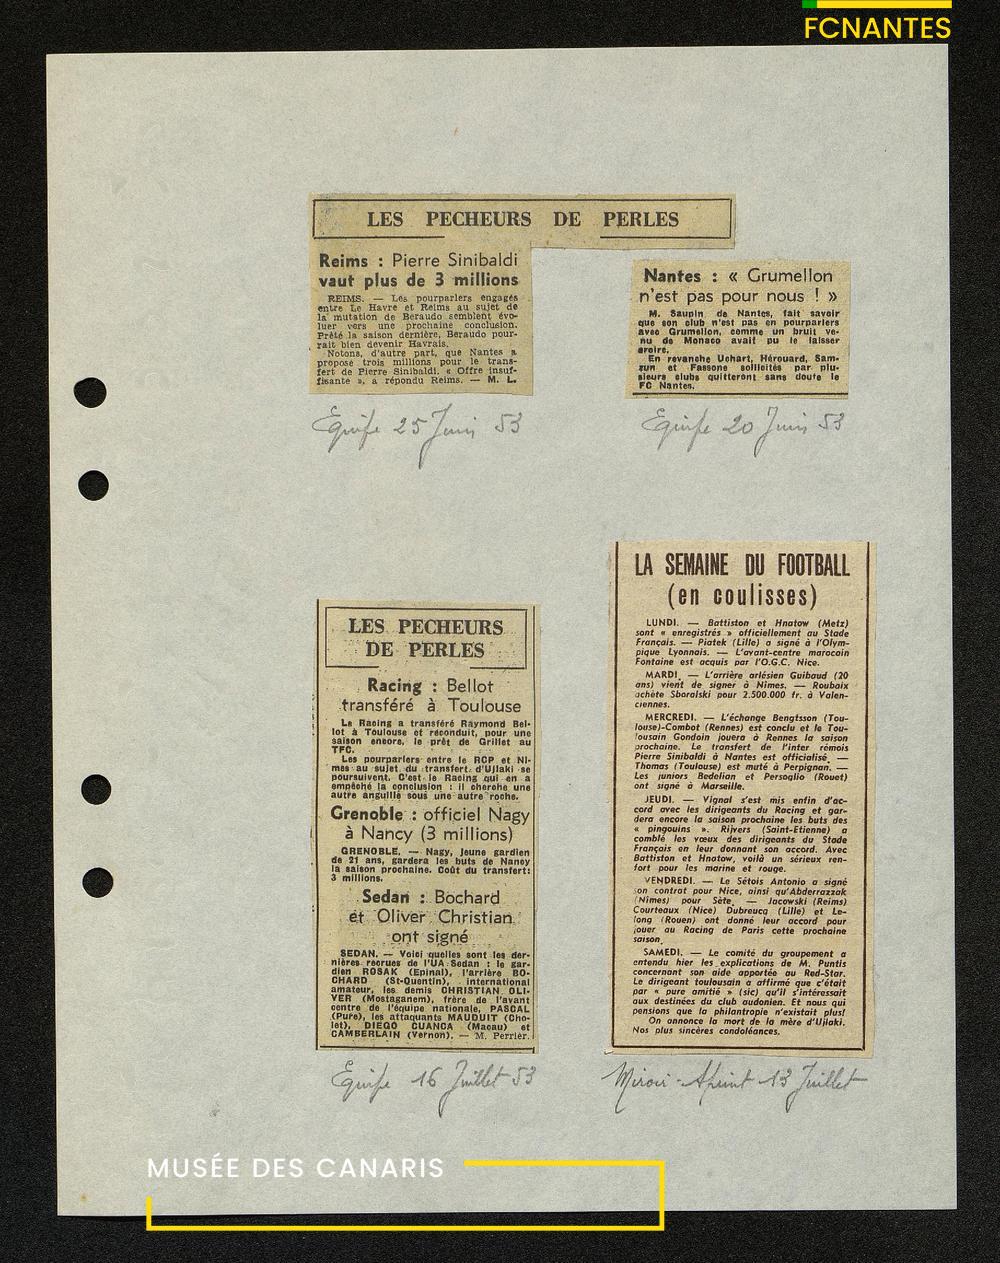 FCNANTES
LES PECHEURS DE PERLES
Reims : Pierre Sinibaldi
vaut plus de 3 millions
REIMS. — Les pourparlers engagés
entre Le Havre et Reims au sujet de
la mutation de Beraudo semblent évo-
luer vers une prochaine conclusion.
Prêté la saison dernière, Beraudo pour-
rait bien devenir Havrais.
Notons, d'autre part, que Nantes a
proposé trois millions pour le trans-
fert de Pierre Sinibaldi. « Offre insuf-
fisante », a répondu Reims. — M. L.
Equipe 25 Juin 53
Nantes : « Grumellon
n'est pas pour nous ! »
M. Saupin, de Nantes, fait savoir
que son club n'est pas en pourparlers
avec Grumellon, comme un bruit ve-
nu de Monaco avait pu le laisser
croire.
En revanche Uchart, Hérouard, Sam-
zun et Fassone sollicités par plu-
sieurs clubs quitteront sans doute le
FC Nantes.
Equipe 20 Juin 53
LES PECHEURS
DE PERLES
Racing : Bellot
transféré à Toulouse
Le Racing a transféré Raymond Bel-
lot à Toulouse et reconduit, pour une
saison encore, le prêt de Grillet au
TFC.
Les pourparlers entre le RCP et Nî-
mes au sujet du transfert d'Ujlaki se
poursuivent. C'est le Racing qui en a
empêché la conclusion : il cherche une
autre anguille sous une autre roche.
Grenoble : officiel Nagy
à Nancy (3 millions)
GRENOBLE. — Nagy, jeune gardien
de 21 ans, gardera les buts de Nancy
la saison prochaine. Coût du transfert:
3 millions.
Sedan : Bochard
et Oliver Christian
ont signé
SEDAN. — Voici quelles sont les der-
nières recrues de l'UA Sedan : le gar-
dien ROSAK (Epinal), l'arrière BO-
CHARD (St-Quentin), international
amateur, les demis CHRISTIAN OLI-
VER (Mostaganem), frère de l'avant
centre de l'équipe nationale, PASCAL
(Pure), les attaquants MAUDUIT (Cho-
let), DIEGO CUANCA (Macau) et
CAMBERLAIN (Vernon). — M. Perrier.
Equipe 16 Juillet 53
LA SEMAINE DU FOOTBALL
(en coulisses)
LUNDI. — Battiston et Hnatow (Metz)
sont « enregistrés » officiellement au Stade
Français. — Piatek (Lille) a signé à l'Olym-
pique Lyonnais. — L'avant-centre marocain
Fontaine est acquis par l'O.G.C. Nice.
MARDI. — L'arrière arlésien Guibaud (20
ans) vient de signer à Nîmes. — Roubaix
achète Sboralski pour 2.500.000 fr. à Valen-
ciennes.
MERCREDI. — L'échange Bengtsson (Tou-
louse)-Combot (Rennes) est conclu et le Tou-
lousain Gondoin jouera à Rennes la saison
prochaine. Le transfert de l'inter rémois
Pierre Sinibaldi à Nantes est officialisé. —
Thomas (Toulouse) est muté à Perpignan. —
Les juniors Bedelian et Persoglio (Rouet)
ont signé à Marseille.
JEUDI. — Vignal s'est mis enfin d'ac-
cord avec les dirigeants du Racing et gar-
dera encore la saison prochaine les buts des
« pingouins ». Rijvers (Saint-Etienne) a
comblé les vœux des dirigeants du Stade
Français en leur donnant son accord. Avec
Battiston et Hnatow, voilà un sérieux ren-
fort pour les marine et rouge.
VENDREDI. — Le Sétois Antonio a signé
son contrat pour Nice, ainsi qu'Abderrazzak
(Nîmes) pour Sète. — Jacowski (Reims)
Courteaux (Nice) Dubreucq (Lille) et Le-
long (Rouen) ont donné leur accord pour
jouer au Racing de Paris cette prochaine
saison.
SAMEDI. — Le comité du groupement a
entendu hier les explications de M. Puntis
concernant son aide apportée au Red-Star.
Le dirigeant toulousain a affirmé que c'était
par « pure amitié » (sic) qu'il s'intéressait
aux destinées du club audonien. Et nous qui
pensions que la philantropie n'existait plus!
On annonce la mort de la mère d'Ujlaki.
Nos plus sincères condoléances.
Miroir-Sprint 13 Juillet
MUSÉE DES CANARIS